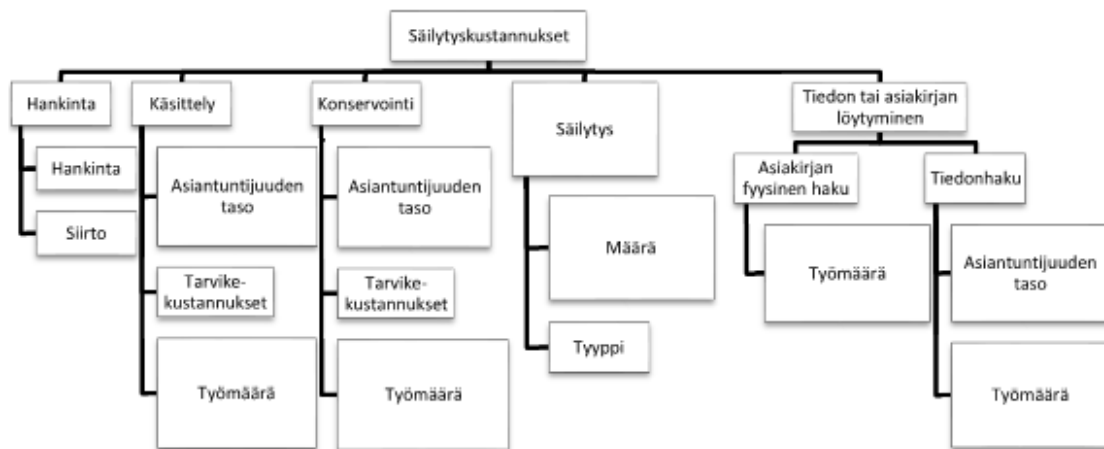 Säilytyskustannukset
Hankinta
Hankinta
Siirto
Käsittely
Asiantuntijuuden
taso
Tarvike-
kustannukset
Työmäärä
Konservointi
Asiantuntijuuden
taso
Tarvike-
kustannukset
Työmäärä
Säilytys
Määrä
Tyyppi
Tiedon tai asiakirjan
löytyminen
Asiakirjan
fyysinen haku
Työmäärä
Tiedonhaku
Asiantuntijuuden
taso
Työmäärä